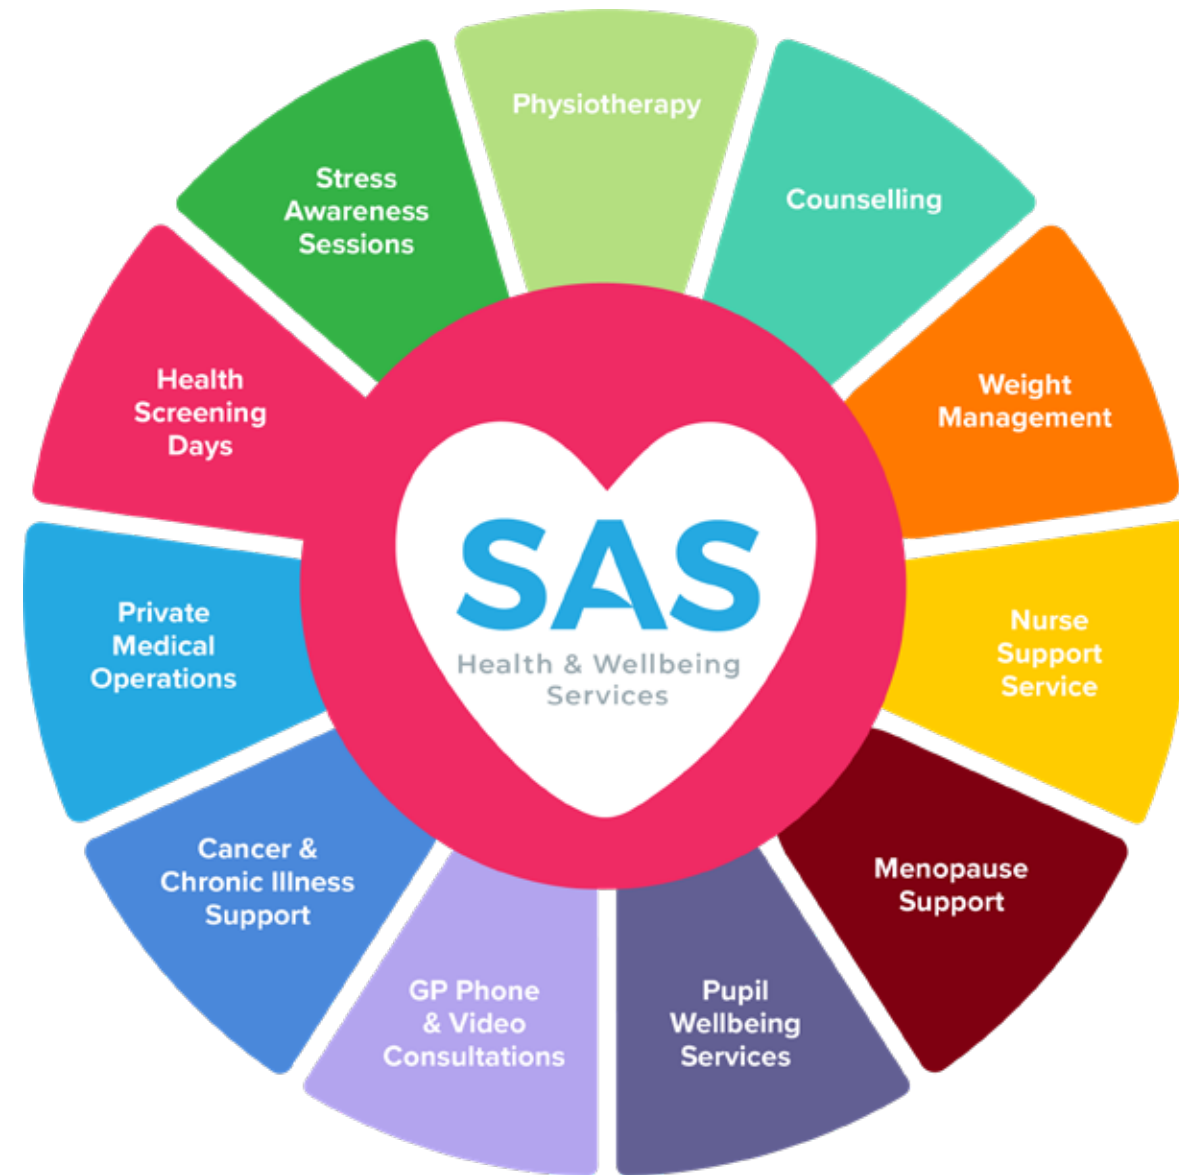 Physiotherapy
Counselling
Weight
Management
Nurse
Support
Service
Menopause
Support
Pupil
Wellbeing
Services
GP Phone
& Video
Consultations
Cancer &
Chronic Illness
Support
Private
Medical
Operations
Health
Screening
Days
Stress
Awareness
Sessions
SAS
Health & Wellbeing
Services